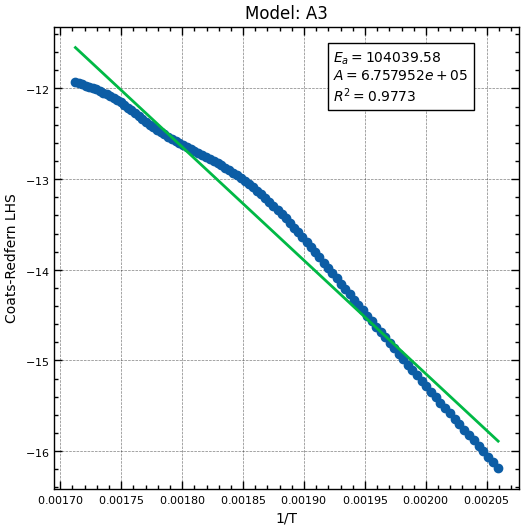 Model: A3
E_a = 104039.58
A = 6.757952e + 05
R^2 = 0.9773
Coats-Redfern LHS
−12
−13
−14
−15
−16
0.00170 0.00175 0.00180 0.00185 0.00190 0.00195 0.00200 0.00205
1/T